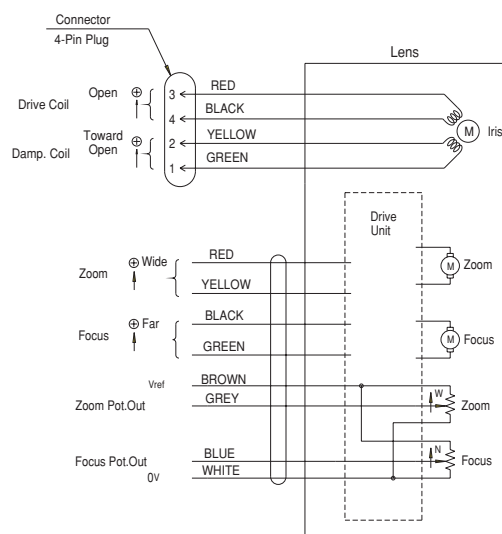 Connector
4-Pin Plug
Lens
Drive Coil
Open
⊕
3
RED
4
BLACK
Damp. Coil
Toward
Open
⊕
2
YELLOW
1
GREEN
M
Iris
Drive
Unit
Zoom
⊕ Wide
RED
YELLOW
M
Zoom
Focus
⊕ Far
BLACK
GREEN
M
Focus
Vref
BROWN
Zoom Pot.Out
GREY
W
Zoom
Focus Pot.Out
BLUE
N
Focus
0V
WHITE